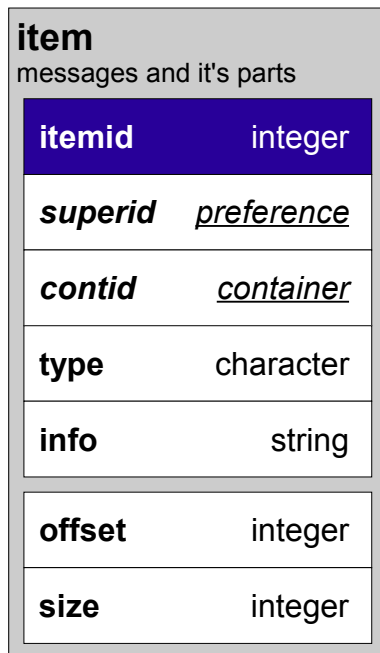 item
messages and it's parts
itemid integer
superid preference
contid container
type character
info string
offset integer
size integer